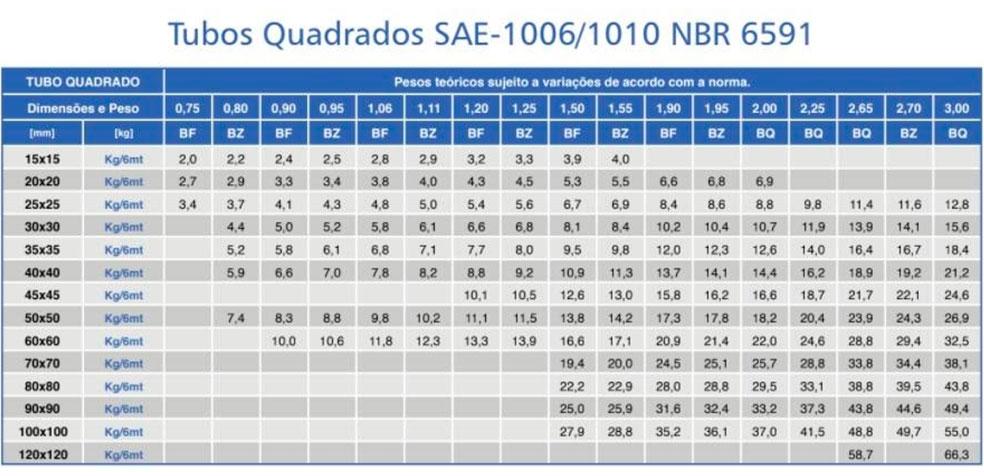 Tubos Quadrados SAE-1006/1010 NBR 6591
TUBO QUADRADO Pesos teóricos sujeito a variações de acordo com a norma.
Dimensões e Peso 0,75 0,80 0,90 0,95 1,06 1,11 1,20 1,25 1,50 1,55 1,90 1,95 2,00 2,25 2,65 2,70 3,00
[mm] [kg] BF BZ BF BZ BF BZ BF BZ BF BZ BF BZ BQ BQ BQ BZ BQ
15x15 Kg/6mt 2,0 2,2 2,4 2,5 2,8 2,9 3,2 3,3 3,9 4,0
20x20 Kg/6mt 2,7 2,9 3,3 3,4 3,8 4,0 4,3 4,5 5,3 5,5 6,6 6,8 6,9
25x25 Kg/6mt 3,4 3,7 4,1 4,3 4,8 5,0 5,4 5,6 6,7 6,9 8,4 8,6 8,8 9,8 11,4 11,6 12,8
30x30 Kg/6mt 4,4 5,0 5,2 5,8 6,1 6,6 6,8 8,1 8,4 10,2 10,4 10,7 11,9 13,9 14,1 15,6
35x35 Kg/6mt 5,2 5,8 6,1 6,8 7,1 7,7 8,0 9,5 9,8 12,0 12,3 12,6 14,0 16,4 16,7 18,4
40x40 Kg/6mt 5,9 6,6 7,0 7,8 8,2 8,8 9,2 10,9 11,3 13,7 14,1 14,4 16,2 18,9 19,2 21,2
45x45 Kg/6mt 10,1 10,5 12,6 13,0 15,8 16,2 16,6 18,7 21,7 22,1 24,6
50x50 Kg/6mt 7,4 8,3 8,8 9,8 10,2 11,1 11,5 13,8 14,2 17,3 17,8 18,2 20,4 23,9 24,3 26,9
60x60 Kg/6mt 10,0 10,6 11,8 12,3 13,3 13,9 16,6 17,1 20,9 21,4 22,0 24,6 28,8 29,4 32,5
70x70 Kg/6mt 19,4 20,0 24,5 25,1 25,7 28,8 33,8 34,4 38,1
80x80 Kg/6mt 22,2 22,9 28,0 28,8 29,5 33,1 38,8 39,5 43,8
90x90 Kg/6mt 25,0 25,9 31,6 32,4 33,2 37,3 43,8 44,6 49,4
100x100 Kg/6mt 27,9 28,8 35,2 36,1 37,0 41,5 48,8 49,7 55,0
120x120 Kg/6mt 58,7 66,3